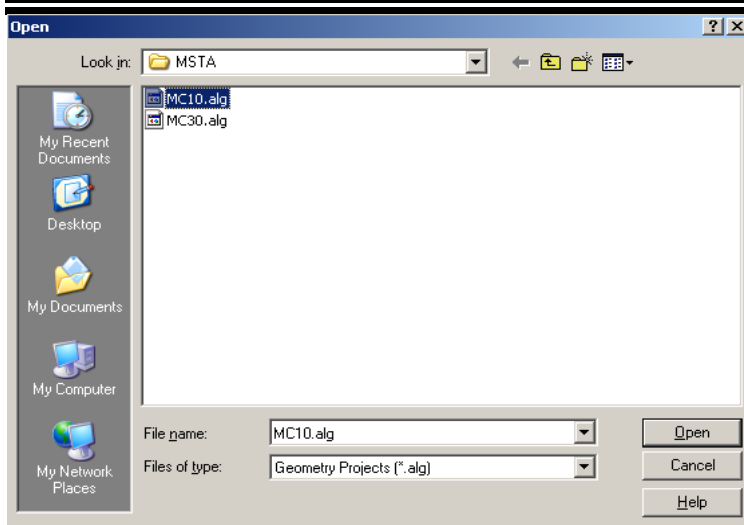 Open
Look in: MSTA
MC10.alg
MC30.alg
My Recent
Documents
Desktop
My Documents
My Computer
My Network
Places
File name: MC10.alg Open
Files of type: Geometry Projects (*.alg) Cancel
Help